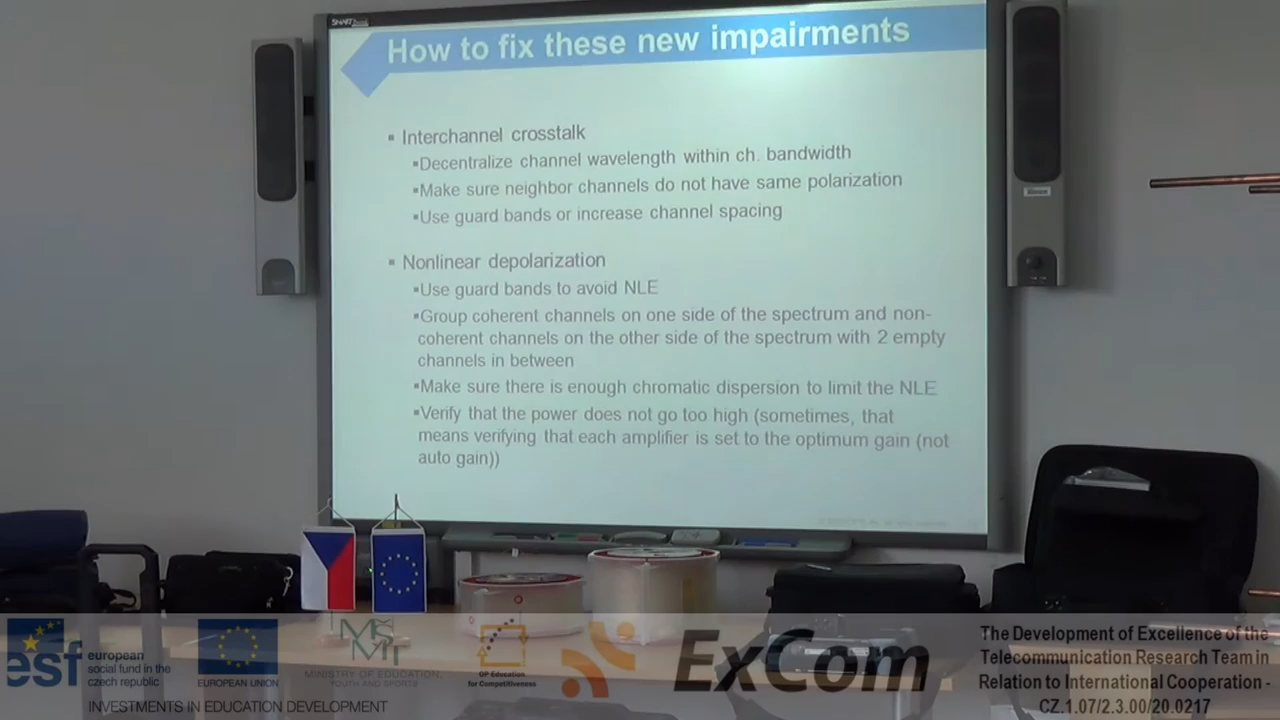 SMART
How to fix these new impairments
▪ Interchannel crosstalk
▪Decentralize channel wavelength within ch. bandwidth
▪Make sure neighbor channels do not have same polarization
▪Use guard bands or increase channel spacing
▪ Nonlinear depolarization
▪Use guard bands to avoid NLE
▪Group coherent channels on one side of the spectrum and non-
coherent channels on the other side of the spectrum with 2 empty
channels in between
▪Make sure there is enough chromatic dispersion to limit the NLE
▪Verify that the power does not go too high (sometimes, that
means verifying that each amplifier is set to the optimum gain (not
auto gain))
esf
european
social fund in the
czech republic
EUROPEAN UNION
MŠMT
MINISTRY OF EDUCATION,
YOUTH AND SPORTS
OP Education
for Competitiveness
INVESTMENTS IN EDUCATION DEVELOPMENT
ExCom
The Development of Excellence of the
Telecommunication Research Team in
Relation to International Cooperation -
CZ.1.07/2.3.00/20.0217